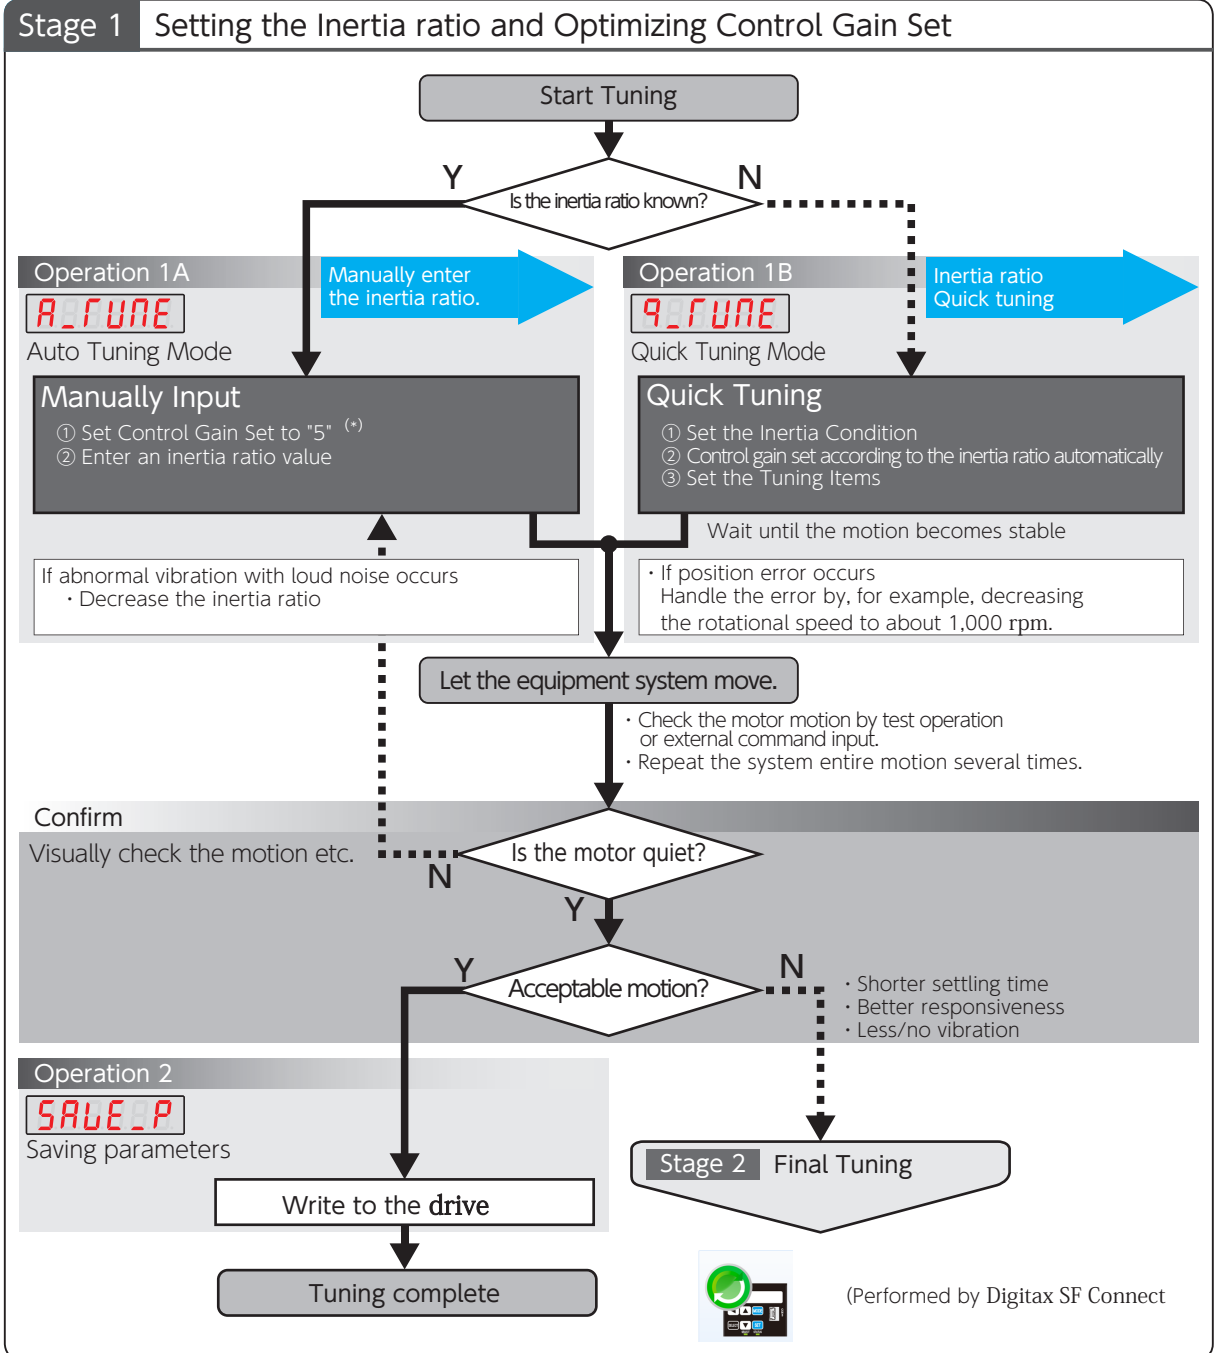 Stage 1 Setting the Inertia ratio and Optimizing Control Gain Set
Start Tuning
Y
N
Is the inertia ratio known?
Operation 1A
Manually enter
the inertia ratio.
A_TUNE
Auto Tuning Mode
Manually Input
① Set Control Gain Set to "5" (*)
② Enter an inertia ratio value
If abnormal vibration with loud noise occurs
・Decrease the inertia ratio
Operation 1B
Inertia ratio
Quick tuning
q_TUNE
Quick Tuning Mode
Quick Tuning
① Set the Inertia Condition
② Control gain set according to the inertia ratio automatically
③ Set the Tuning Items
Wait until the motion becomes stable
・If position error occurs
Handle the error by, for example, decreasing
the rotational speed to about 1,000 rpm.
Let the equipment system move.
・Check the motor motion by test operation
or external command input.
・Repeat the system entire motion several times.
Confirm
Visually check the motion etc.
Is the motor quiet?
N
Y
Acceptable motion?
Y
N
・Shorter settling time
・Better responsiveness
・Less/no vibration
Operation 2
SAVE_P
Saving parameters
Write to the drive
Tuning complete
Stage 2 Final Tuning
(Performed by Digitax SF Connect